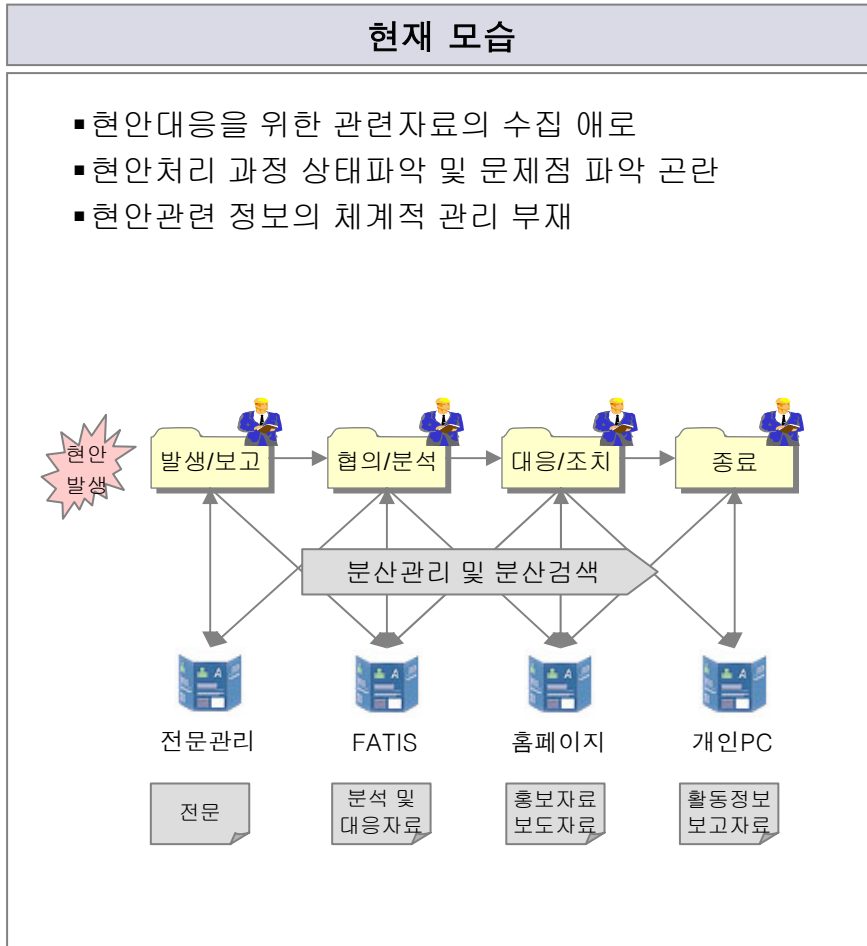 현재 모습
▪현안대응을 위한 관련자료의 수집 애로
▪현안처리 과정 상태파악 및 문제점 파악 곤란
▪현안관련 정보의 체계적 관리 부재
현안
발생
발생/보고
협의/분석
대응/조치
종료
분산관리 및 분산검색
전문관리
FATIS
홈페이지
개인PC
전문
분석 및
대응자료
홍보자료
보도자료
활동정보
보고자료